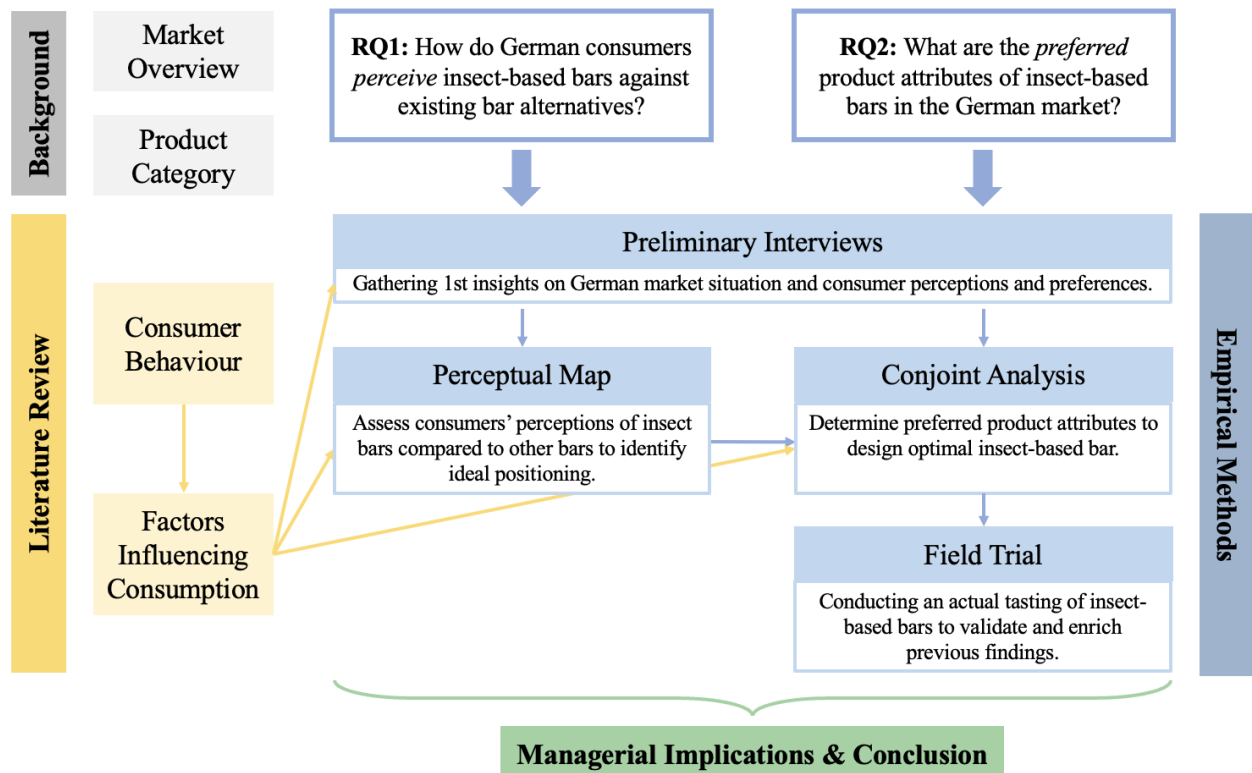 Background
Market
Overview
Product
Category
RQ1: How do German consumers
perceive insect-based bars against
existing bar alternatives?
RQ2: What are the preferred
product attributes of insect-based
bars in the German market?
Literature Review
Consumer
Behaviour
Factors
Influencing
Consumption
Preliminary Interviews
Gathering 1st insights on German market situation and consumer perceptions and preferences.
Perceptual Map
Assess consumers’ perceptions of insect
bars compared to other bars to identify
ideal positioning.
Conjoint Analysis
Determine preferred product attributes to
design optimal insect-based bar.
Field Trial
Conducting an actual tasting of insect-
based bars to validate and enrich
previous findings.
Empirical Methods
Managerial Implications & Conclusion